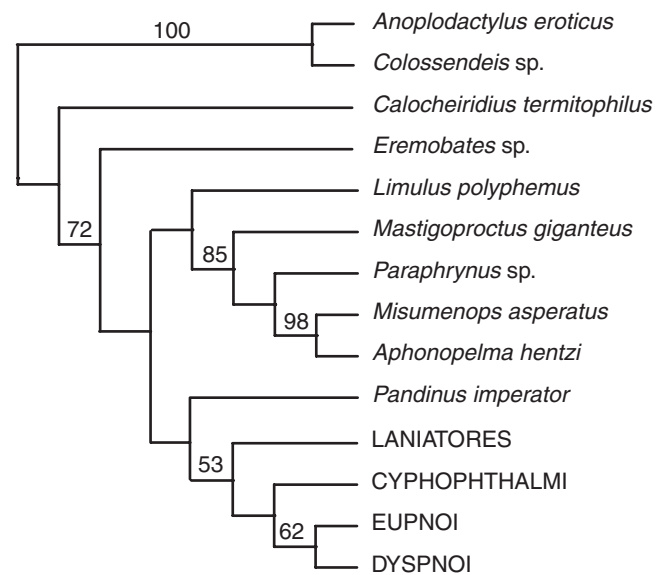 Anoplodactylus eroticus
100
Colossendeis sp.
Calocheiridius termitophilus
Eremobates sp.
Limulus polyphemus
72
Mastigoproctus giganteus
85
Paraphrynus sp.
Misumenops asperatus
98
Aphonopelma hentzi
Pandinus imperator
LANIATORES
53
CYPHOPHTHALMI
EUPNOI
62
DYSPNOI